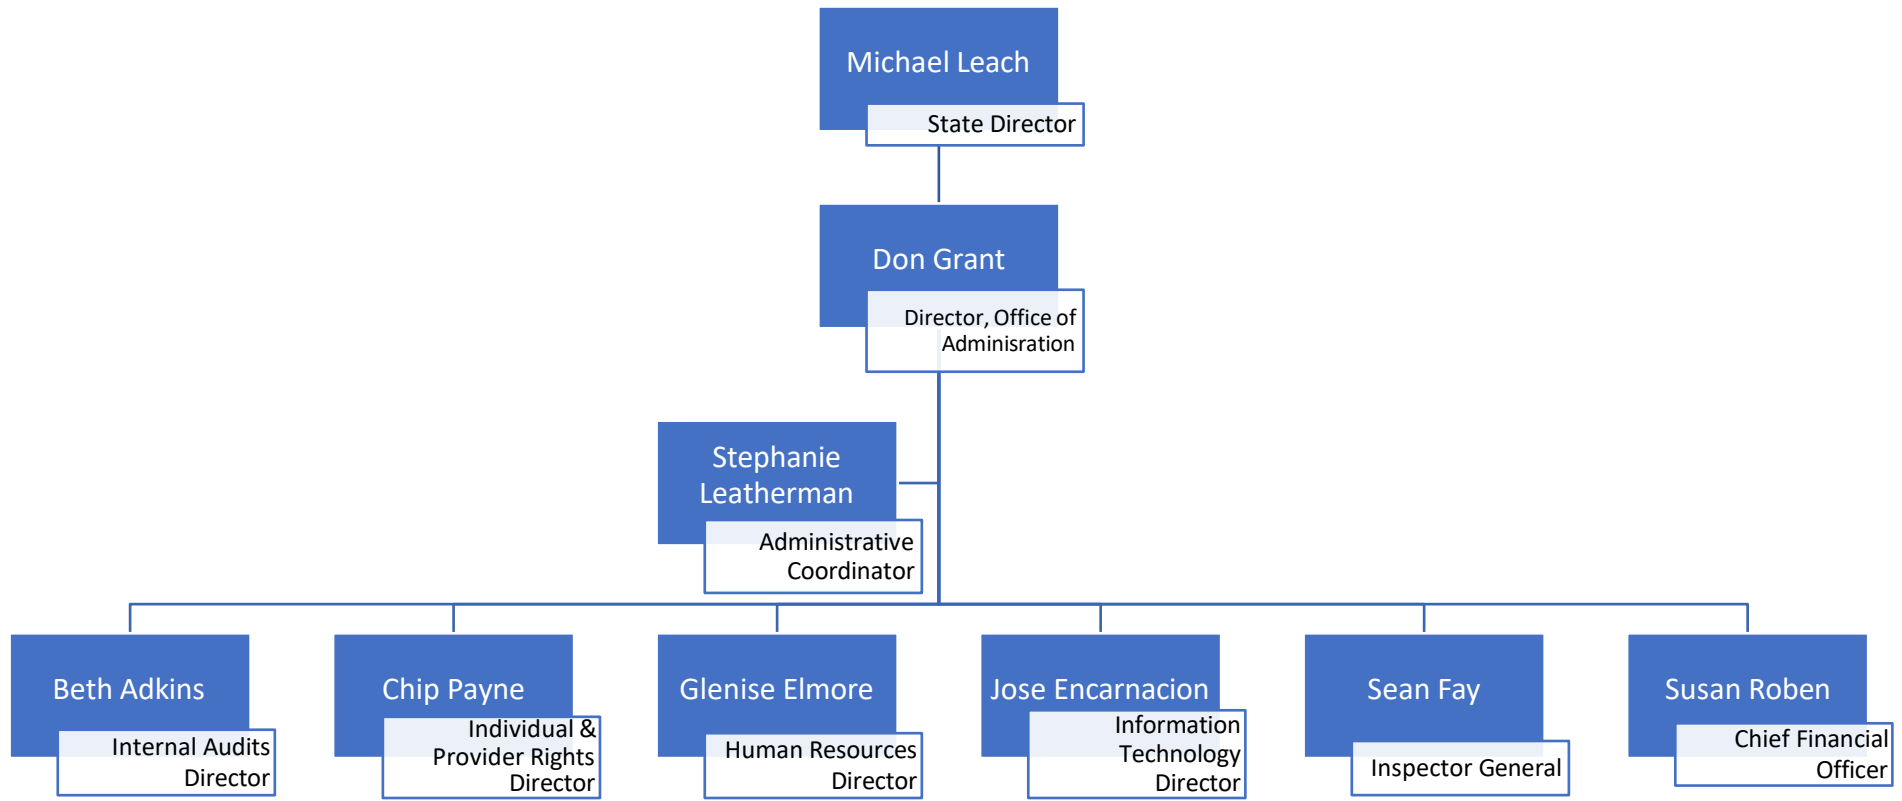 Michael Leach
State Director
Don Grant
Director, Office of
Adminisration
Stephanie
Leatherman
Administrative
Coordinator
Beth Adkins
Internal Audits
Director
Chip Payne
Individual &
Provider Rights
Director
Glenise Elmore
Human Resources
Director
Jose Encarnacion
Information
Technology
Director
Sean Fay
Inspector General
Susan Roben
Chief Financial
Officer